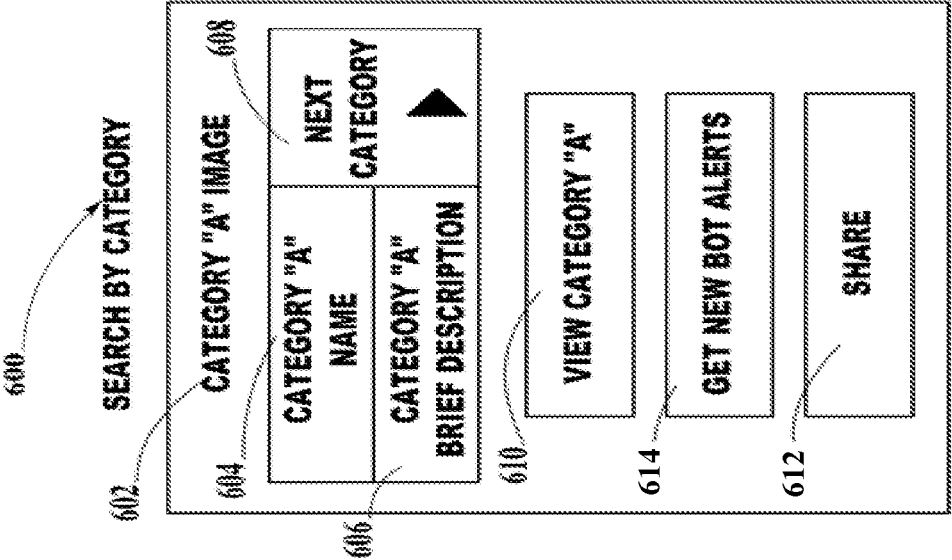 600
SEARCH BY CATEGORY
602
CATEGORY "A" IMAGE
604
CATEGORY "A"
NAME
608
NEXT
CATEGORY
606
CATEGORY "A"
BRIEF DESCRIPTION
610
VIEW CATEGORY "A"
614
GET NEW BOT ALERTS
612
SHARE